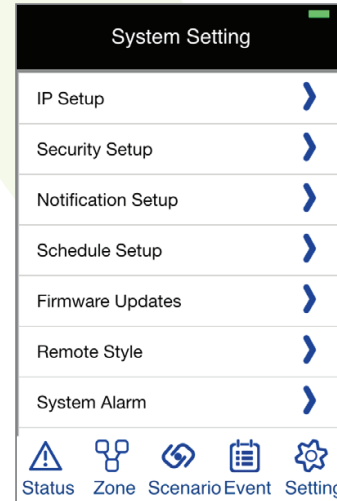 System Setting
IP Setup
Security Setup
Notification Setup
Schedule Setup
Firmware Updates
Remote Style
System Alarm
Status Zone Scenario Event Setting